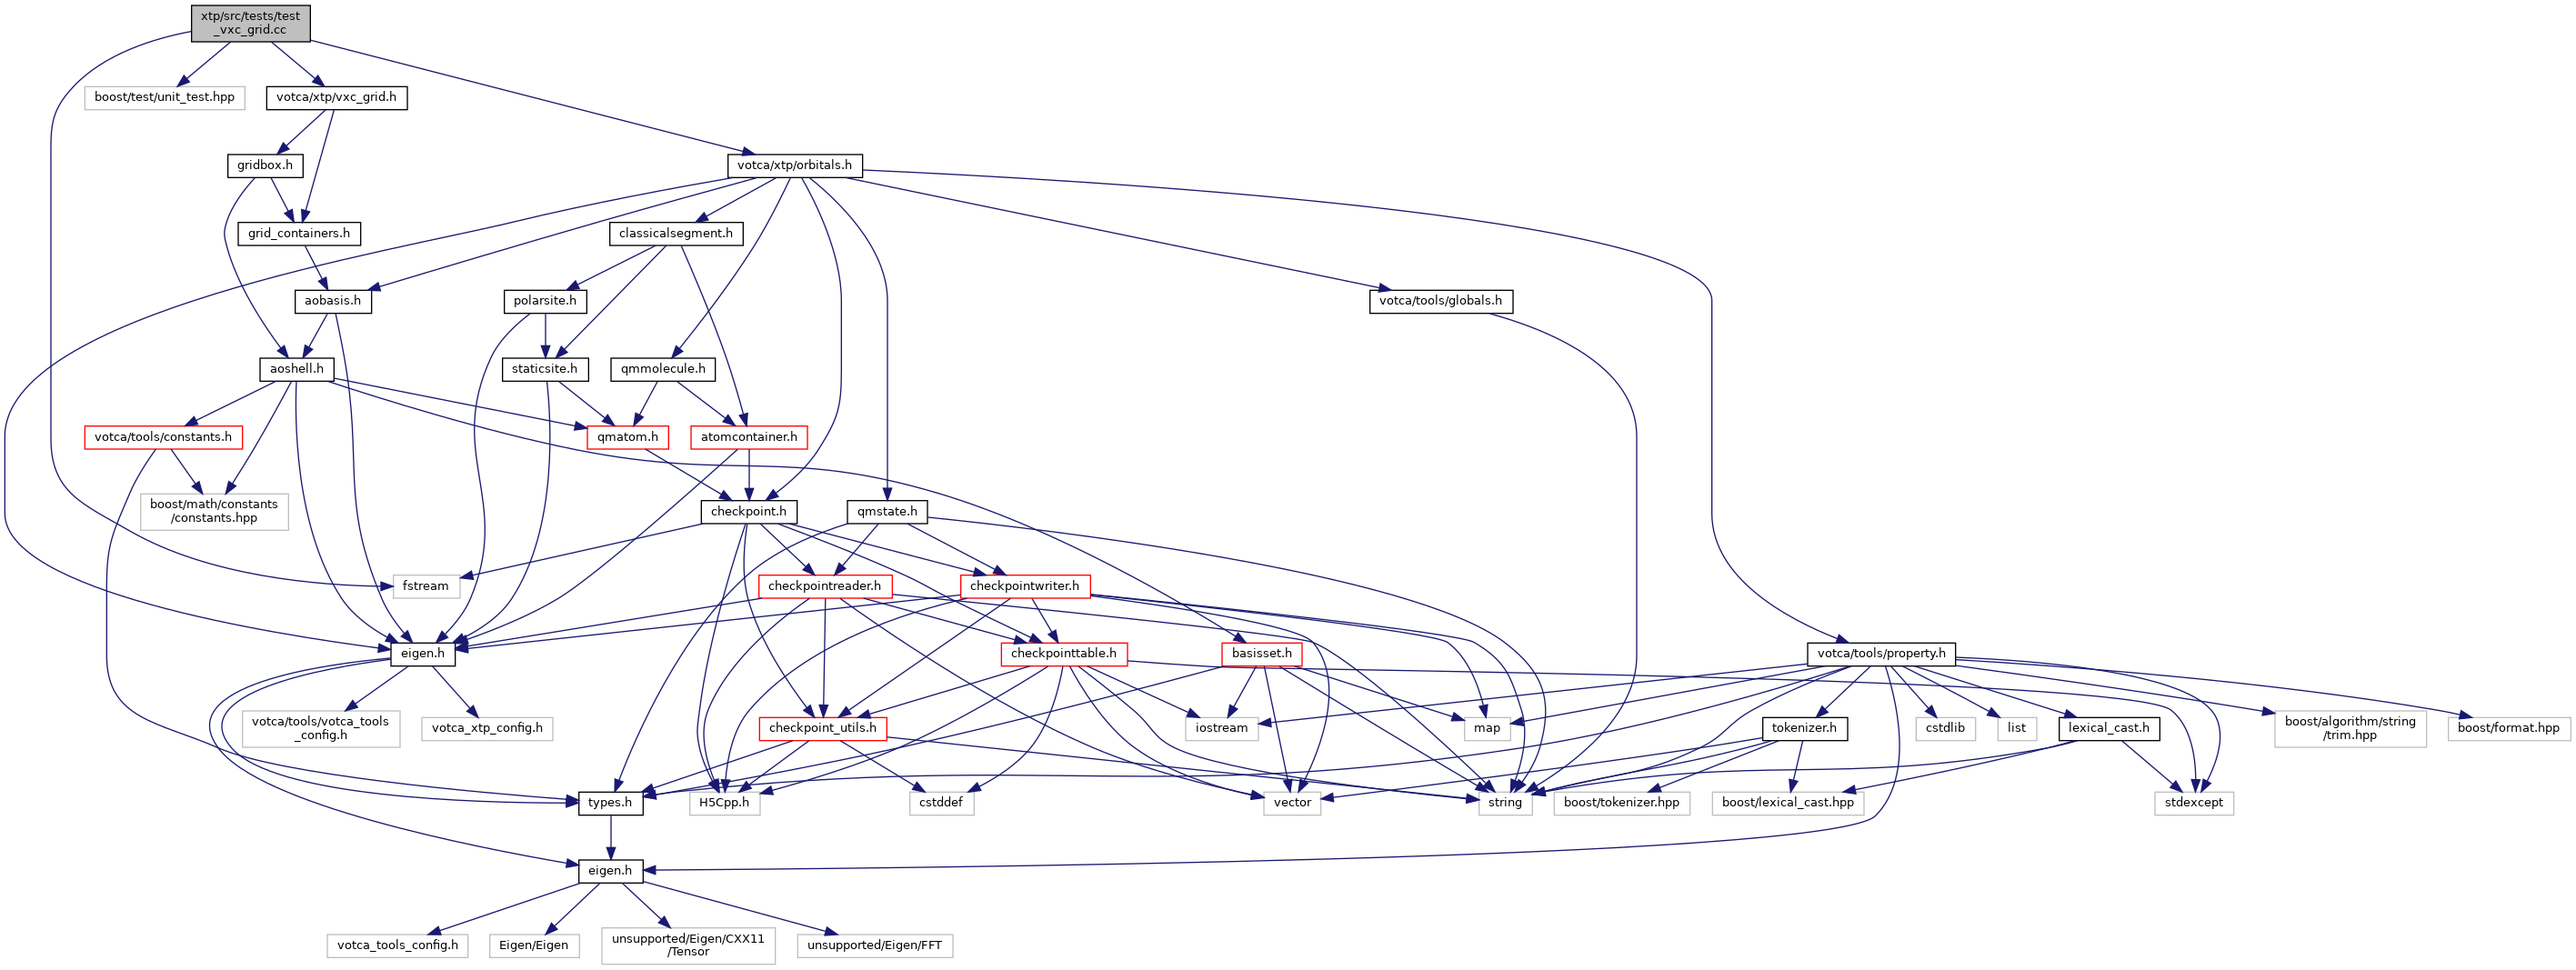 xtp/src/tests/test
_vxc_grid.cc
boost/test/unit_test.hpp
votca/xtp/vxc_grid.h
gridbox.h
votca/xtp/orbitals.h
grid_containers.h
classicalsegment.h
aobasis.h
polarsite.h
votca/tools/globals.h
aoshell.h
staticsite.h
qmmolecule.h
votca/tools/constants.h
qmatom.h
atomcontainer.h
boost/math/constants
/constants.hpp
checkpoint.h
qmstate.h
fstream
checkpointreader.h
checkpointwriter.h
eigen.h
checkpointtable.h
basisset.h
votca/tools/property.h
votca/tools/votca_tools
_config.h
votca_xtp_config.h
checkpoint_utils.h
iostream
map
tokenizer.h
cstdlib
list
lexical_cast.h
boost/algorithm/string
/trim.hpp
boost/format.hpp
types.h
H5Cpp.h
cstddef
vector
string
boost/tokenizer.hpp
boost/lexical_cast.hpp
stdexcept
eigen.h
votca_tools_config.h
Eigen/Eigen
unsupported/Eigen/CXX11
/Tensor
unsupported/Eigen/FFT